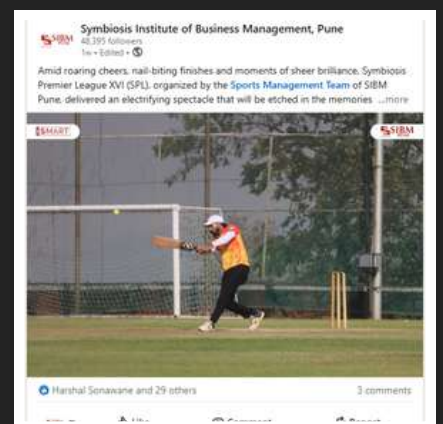 Symbiosis Institute of Business Management, Pune
SIBM
48,395 followers
1w • Edited •
Amid roaring cheers, nail-biting finishes and moments of sheer brilliance, Symbiosis
Premier League XVI (SPL), organized by the Sports Management Team of SIBM
Pune, delivered an electrifying spectacle that will be etched in the memories ...more
SMART
SIBM
Harshal Sonawane and 29 others
3 comments
Like
Comment
Repost